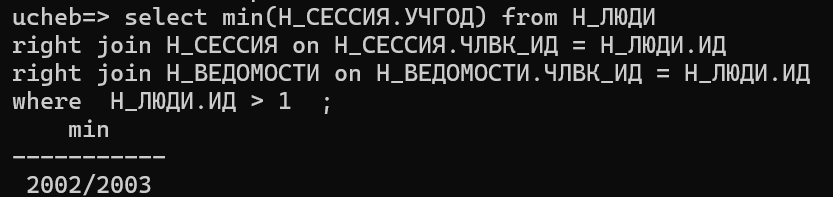 ucheb=> select min(Н_СЕССИЯ.УЧГОД) from Н_ЛЮДИ
right join Н_СЕССИЯ on Н_СЕССИЯ.ЧЛВК_ИД = Н_ЛЮДИ.ИД
right join Н_ВЕДОМОСТИ on Н_ВЕДОМОСТИ.ЧЛВК_ИД = Н_ЛЮДИ.ИД
where  Н_ЛЮДИ.ИД > 1  ;
    min
-----------
 2002/2003